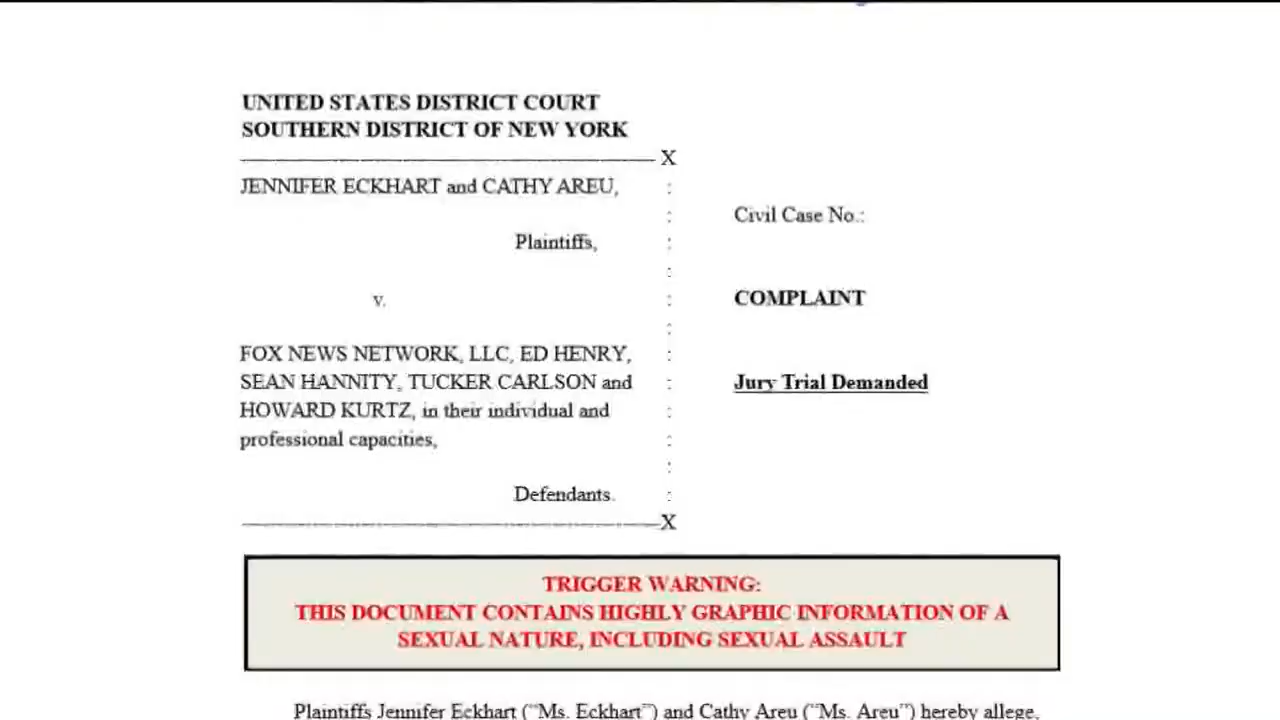 UNITED STATES DISTRICT COURT
SOUTHERN DISTRICT OF NEW YORK
X
JENNIFER ECKHART and CATHY AREU,
Civil Case No.:
Plaintiffs,
v.
COMPLAINT
FOX NEWS NETWORK, LLC, ED HENRY,
SEAN HANNITY, TUCKER CARLSON and
Jury Trial Demanded
HOWARD KURTZ, in their individual and
professional capacities,
Defendants.
X
TRIGGER WARNING:
THIS DOCUMENT CONTAINS HIGHLY GRAPHIC INFORMATION OF A
SEXUAL NATURE, INCLUDING SEXUAL ASSAULT
Plaintiffs Jennifer Eckhart (“Ms. Eckhart”) and Cathy Areu (“Ms. Areu”) hereby allege,